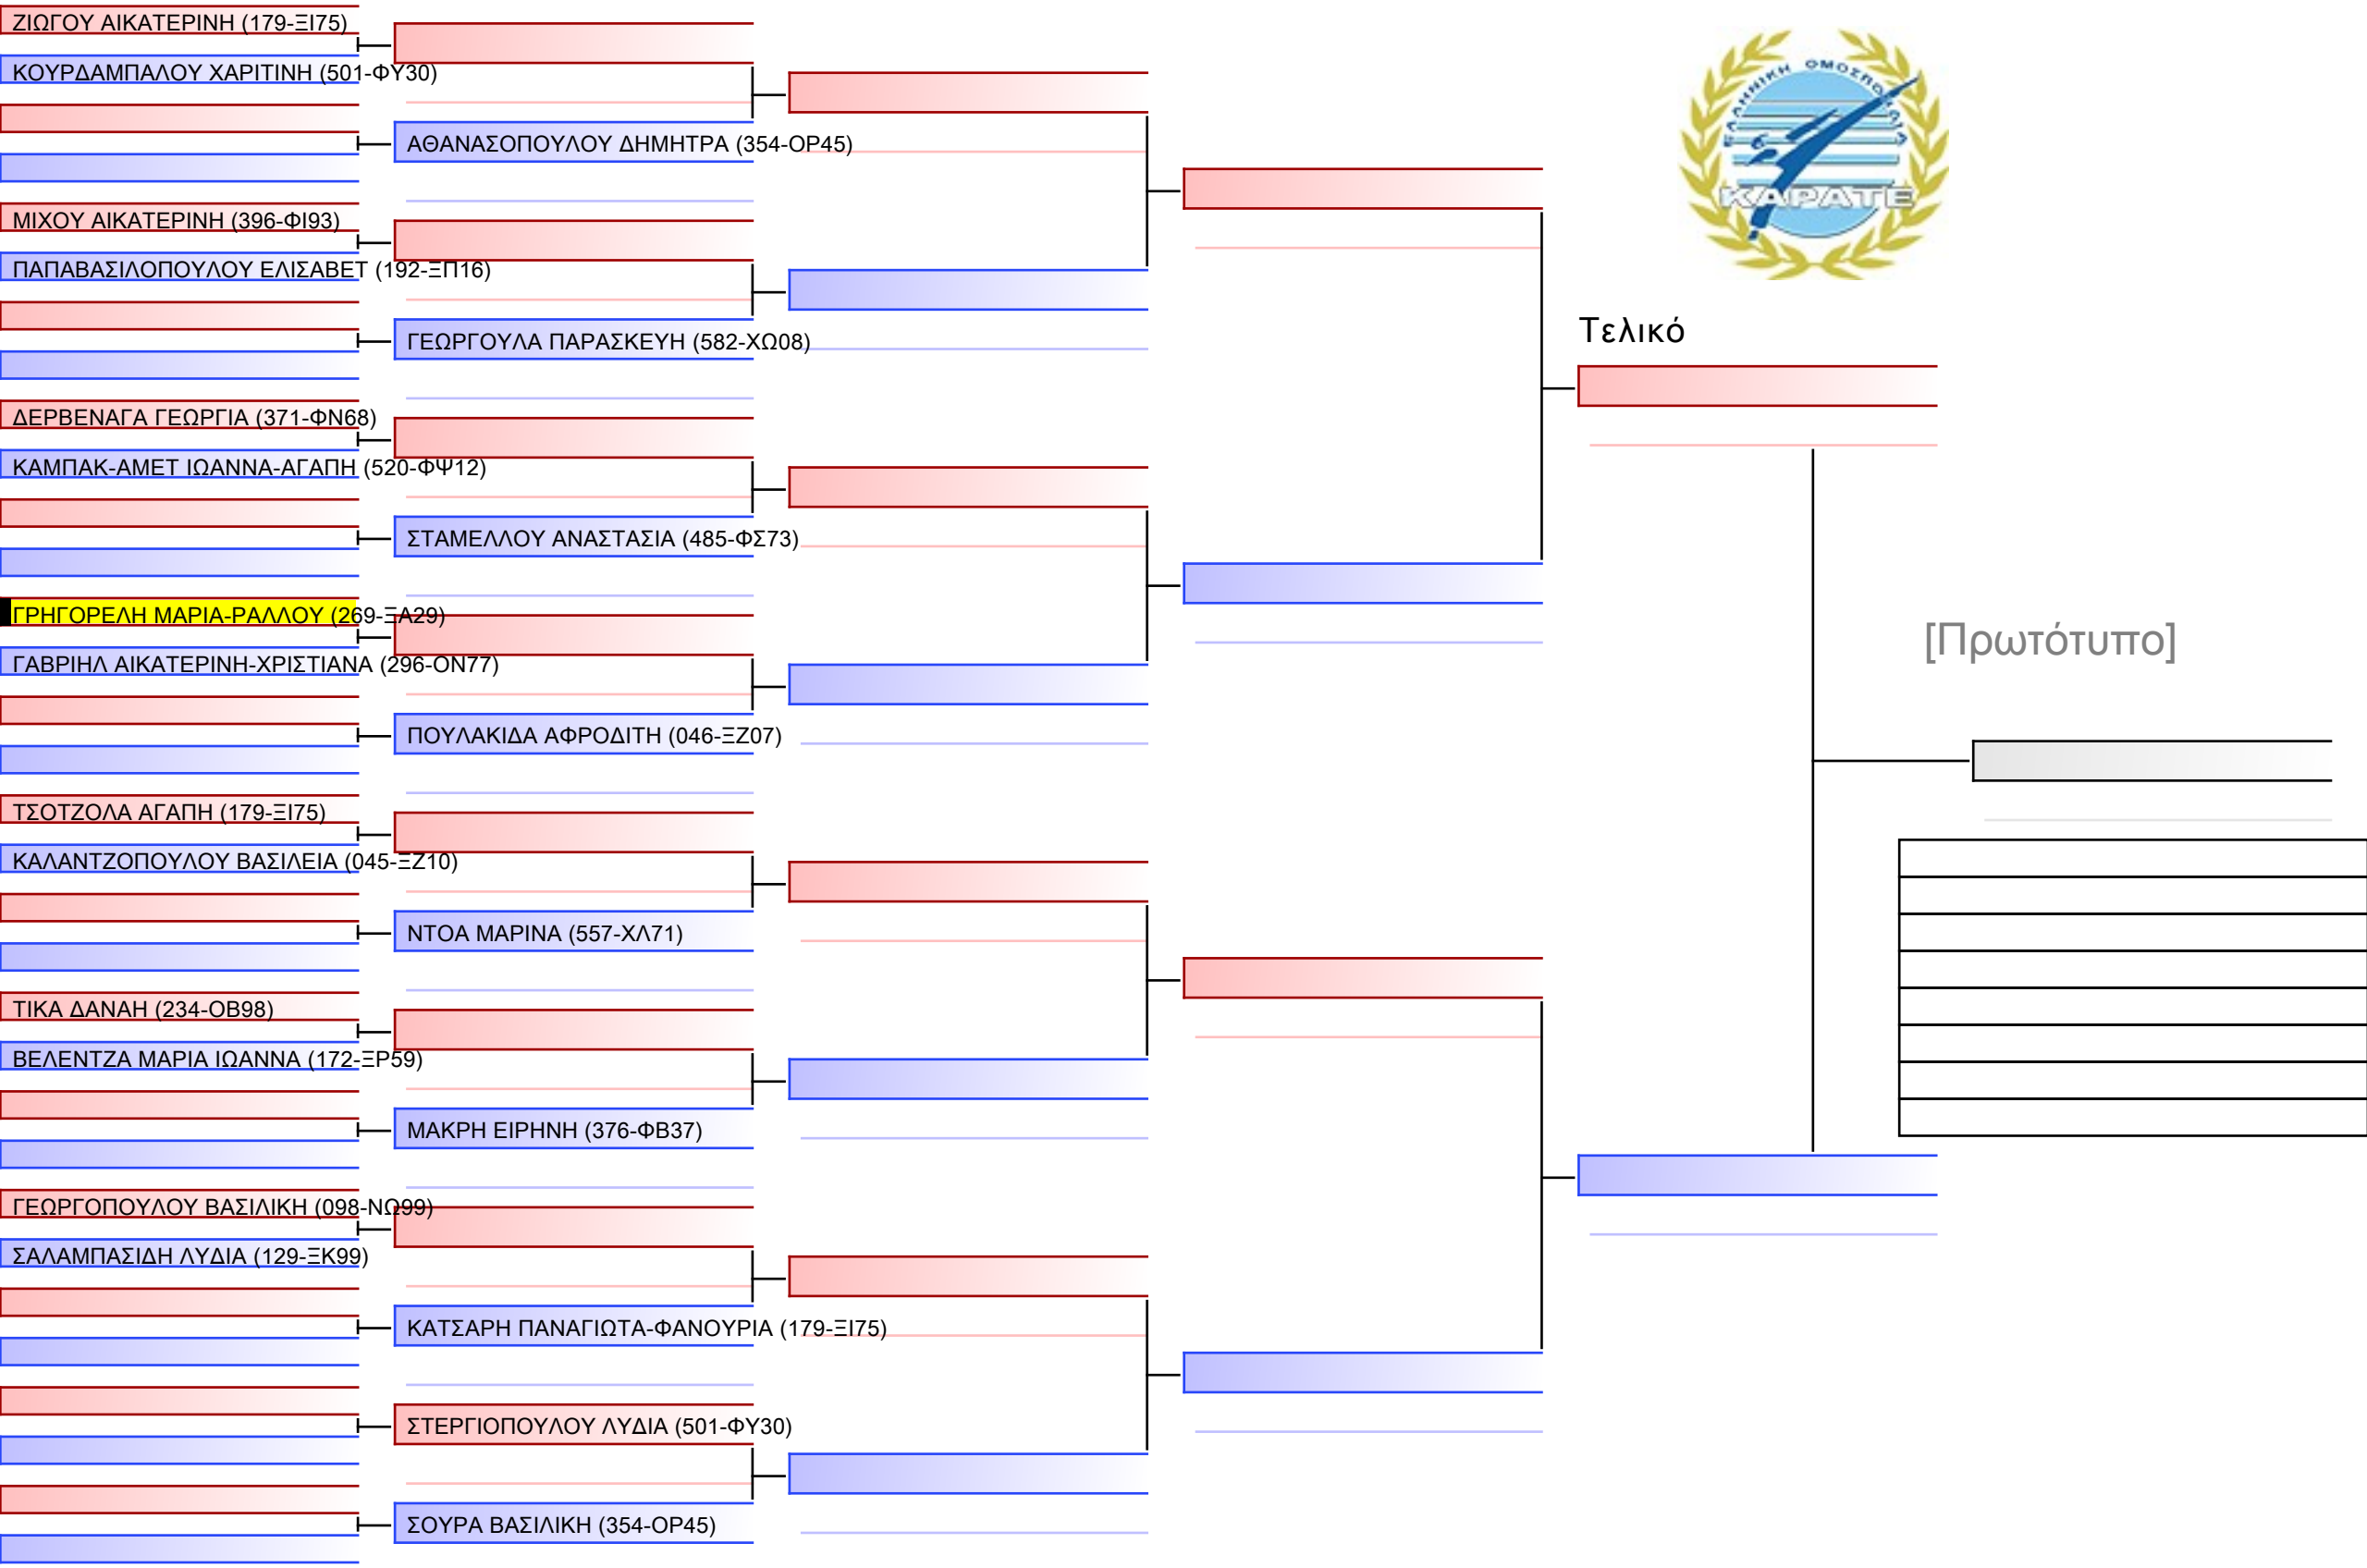 ΖΙΩΓΟΥ ΑΙΚΑΤΕΡΙΝΗ (179-ΞΙ75)
ΚΟΥΡΔΑΜΠΑΛΟΥ ΧΑΡΙΤΙΝΗ (501-ΦΥ30)
ΑΘΑΝΑΣΟΠΟΥΛΟΥ ΔΗΜΗΤΡΑ (354-ΟΡ45)
ΜΙΧΟΥ ΑΙΚΑΤΕΡΙΝΗ (396-ΦΙ93)
ΠΑΠΑΒΑΣΙΛΟΠΟΥΛΟΥ ΕΛΙΣΑΒΕΤ (192-ΞΠ16)
ΓΕΩΡΓΟΥΛΑ ΠΑΡΑΣΚΕΥΗ (582-ΧΩ08)
ΔΕΡΒΕΝΑΓΑ ΓΕΩΡΓΙΑ (371-ΦΝ68)
ΚΑΜΠΑΚ-ΑΜΕΤ ΙΩΑΝΝΑ-ΑΓΑΠΗ (520-ΦΨ12)
ΣΤΑΜΕΛΛΟΥ ΑΝΑΣΤΑΣΙΑ (485-ΦΣ73)
ΓΡΗΓΟΡΕΛΗ ΜΑΡΙΑ-ΡΑΛΛΟΥ (269-ΞΑ29)
ΓΑΒΡΙΗΛ ΑΙΚΑΤΕΡΙΝΗ-ΧΡΙΣΤΙΑΝΑ (296-ΟΝ77)
ΠΟΥΛΑΚΙΔΑ ΑΦΡΟΔΙΤΗ (046-ΞΖ07)
ΤΣΟΤΖΟΛΑ ΑΓΑΠΗ (179-ΞΙ75)
ΚΑΛΑΝΤΖΟΠΟΥΛΟΥ ΒΑΣΙΛΕΙΑ (045-ΞΖ10)
ΝΤΟΑ ΜΑΡΙΝΑ (557-ΧΛ71)
ΤΙΚΑ ΔΑΝΑΗ (234-ΟΒ98)
ΒΕΛΕΝΤΖΑ ΜΑΡΙΑ ΙΩΑΝΝΑ (172-ΞΡ59)
ΜΑΚΡΗ ΕΙΡΗΝΗ (376-ΦΒ37)
ΓΕΩΡΓΟΠΟΥΛΟΥ ΒΑΣΙΛΙΚΗ (098-ΝΩ99)
ΣΑΛΑΜΠΑΣΙΔΗ ΛΥΔΙΑ (129-ΞΚ99)
ΚΑΤΣΑΡΗ ΠΑΝΑΓΙΩΤΑ-ΦΑΝΟΥΡΙΑ (179-ΞΙ75)
ΣΤΕΡΓΙΟΠΟΥΛΟΥ ΛΥΔΙΑ (501-ΦΥ30)
ΣΟΥΡΑ ΒΑΣΙΛΙΚΗ (354-ΟΡ45)
ΕΛΛΗΝΙΚΗ ΟΜΟΣΠΟΝΔΙΑ
ΚΑΡΑΤΕ
Τελικό
[Πρωτότυπο]